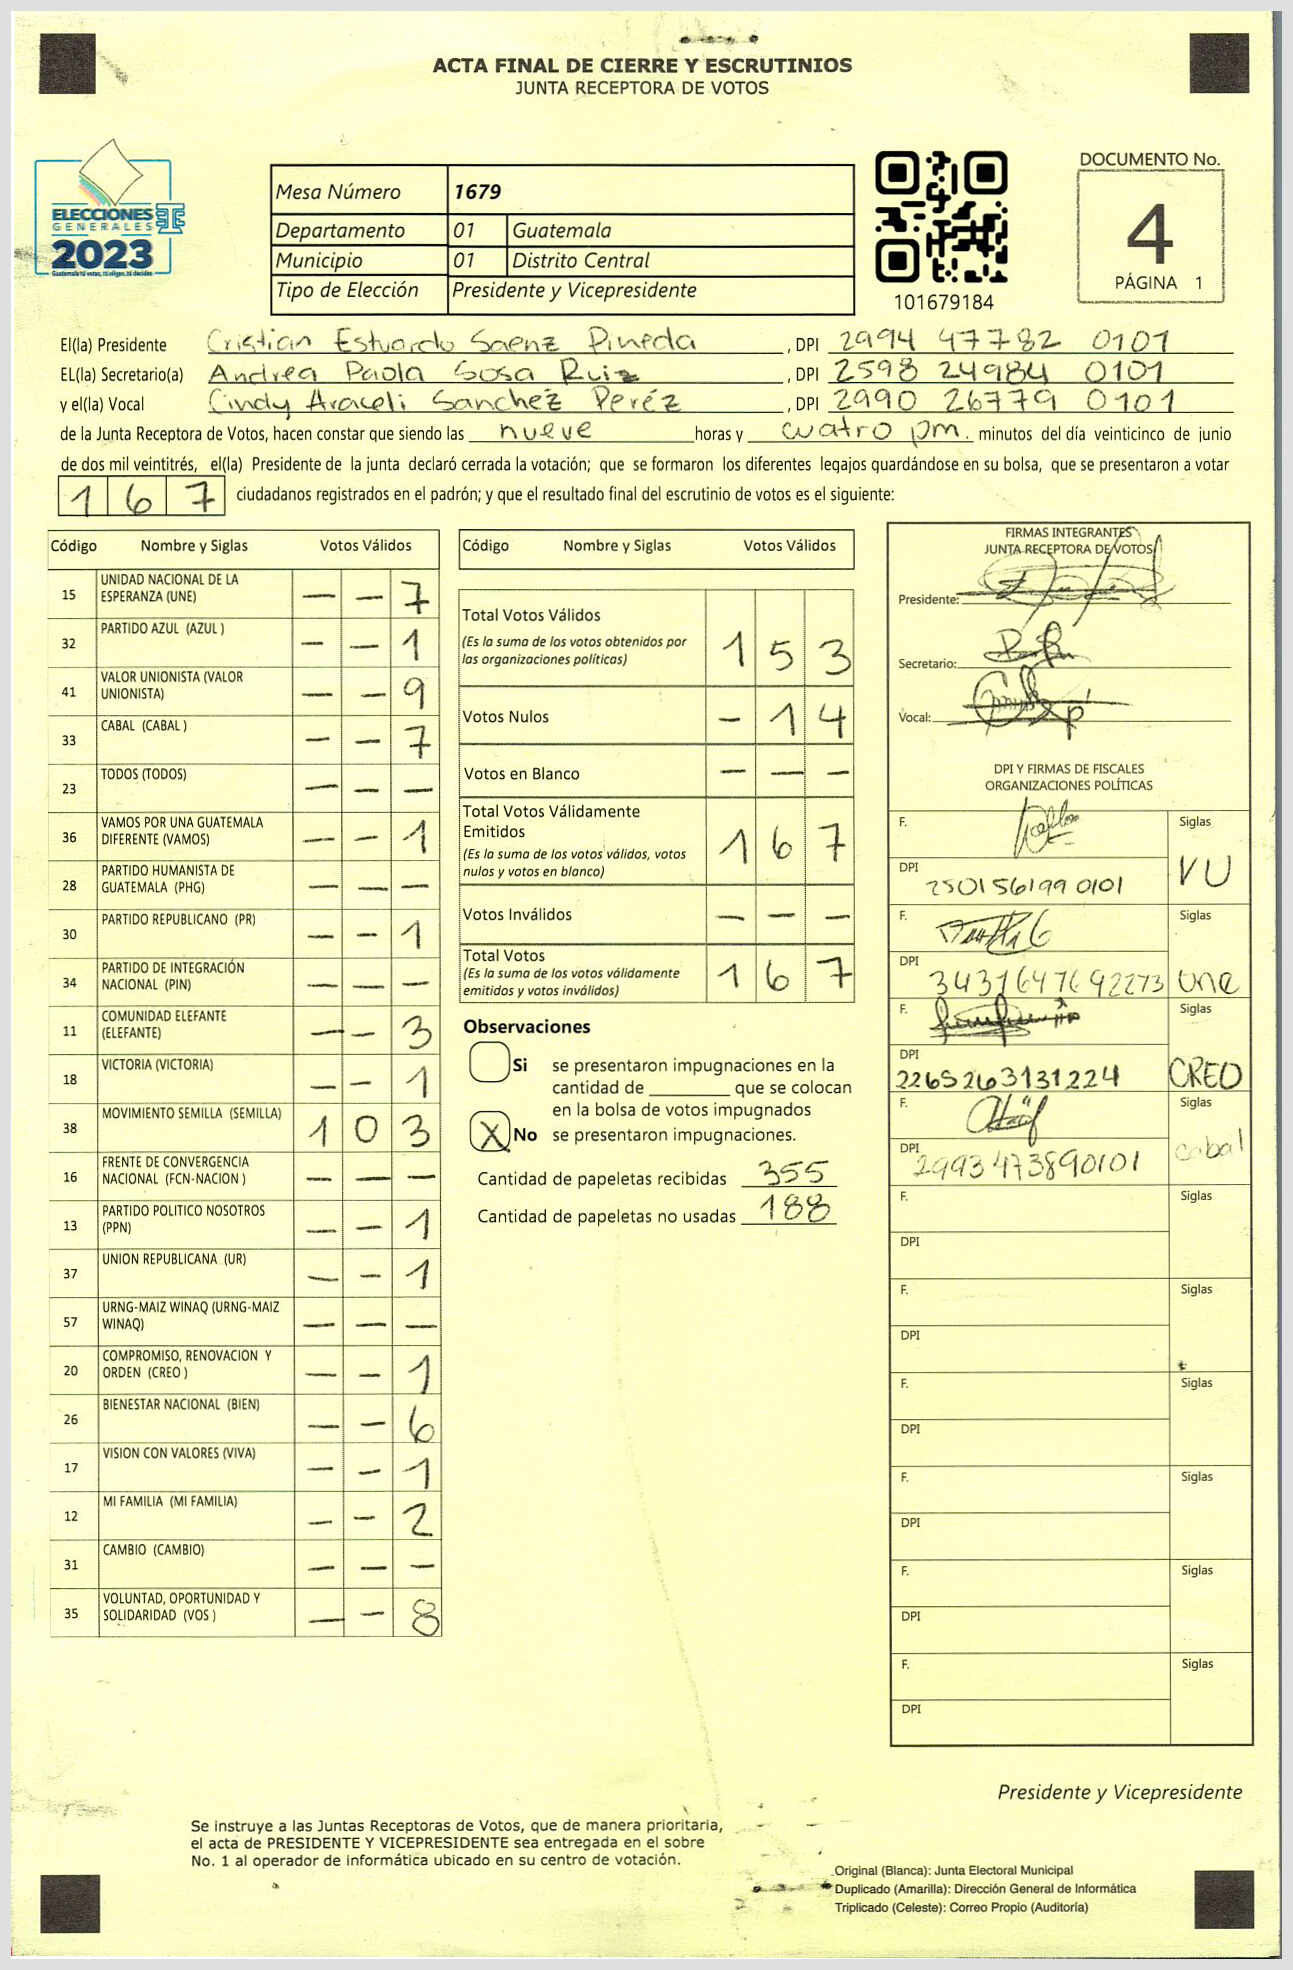 ACTA FINAL DE CIERRE Y ESCRUTINIOS
JUNTA RECEPTORA DE VOTOS
ELECCIONES
GENERALES
2023
Guatemala tú votas, tú eliges, tú decides
Mesa Número 1679
Departamento 01 Guatemala
Municipio 01 Distrito Central
Tipo de Elección Presidente y Vicepresidente
101679184
DOCUMENTO No.
4
PÁGINA 1
El(la) Presidente Cristian Estuardo Saenz Pineda, DPI 2994 47782 0101
EL(la) Secretario(a) Andrea Paola Sosa Ruiz, DPI 2598 24984 0101
y el(la) Vocal Cindy Araceli Sanchez Peréz, DPI 2990 26779 0101
de la Junta Receptora de Votos, hacen constar que siendo las nueve horas y cuatro pm. minutos del día veinticinco de junio
de dos mil veintitrés, el(la) Presidente de la junta declaró cerrada la votación; que se formaron los diferentes legajos guardándose en su bolsa, que se presentaron a votar
167 ciudadanos registrados en el padrón; y que el resultado final del escrutinio de votos es el siguiente:
Código Nombre y Siglas Votos Válidos
15 UNIDAD NACIONAL DE LA ESPERANZA (UNE) — — 7
32 PARTIDO AZUL (AZUL ) — — 1
41 VALOR UNIONISTA (VALOR UNIONISTA) — — 9
33 CABAL (CABAL ) — — 7
23 TODOS (TODOS) — — —
36 VAMOS POR UNA GUATEMALA DIFERENTE (VAMOS) — — 1
28 PARTIDO HUMANISTA DE GUATEMALA (PHG) — — —
30 PARTIDO REPUBLICANO (PR) — — 1
34 PARTIDO DE INTEGRACIÓN NACIONAL (PIN) — — —
11 COMUNIDAD ELEFANTE (ELEFANTE) — — 3
18 VICTORIA (VICTORIA) — — 1
38 MOVIMIENTO SEMILLA (SEMILLA) 1 0 3
16 FRENTE DE CONVERGENCIA NACIONAL (FCN-NACION ) — — —
13 PARTIDO POLITICO NOSOTROS (PPN) — — 1
37 UNION REPUBLICANA (UR) — — 1
57 URNG-MAIZ WINAQ (URNG-MAIZ WINAQ) — — —
20 COMPROMISO, RENOVACION Y ORDEN (CREO ) — — 1
26 BIENESTAR NACIONAL (BIEN) — — 6
17 VISION CON VALORES (VIVA) — — 1
12 MI FAMILIA (MI FAMILIA) — — 2
31 CAMBIO (CAMBIO) — — —
35 VOLUNTAD, OPORTUNIDAD Y SOLIDARIDAD (VOS ) — — 8
Código Nombre y Siglas Votos Válidos
Total Votos Válidos 1 5 3
(Es la suma de los votos obtenidos por
las organizaciones políticas)
Votos Nulos — 1 4
Votos en Blanco — — —
Total Votos Válidamente
Emitidos 1 6 7
(Es la suma de los votos válidos, votos
nulos y votos en blanco)
Votos Inválidos — — —
Total Votos 1 6 7
(Es la suma de los votos válidamente
emitidos y votos inválidos)
Observaciones
Si se presentaron impugnaciones en la
cantidad de ________ que se colocan
en la bolsa de votos impugnados
X No se presentaron impugnaciones.
Cantidad de papeletas recibidas 355
Cantidad de papeletas no usadas 188
FIRMAS INTEGRANTES
JUNTA RECEPTORA DE VOTOS
Presidente:
Secretario:
Vocal:
DPI Y FIRMAS DE FISCALES
ORGANIZACIONES POLÍTICAS
F. Siglas
DPI 250156199 0101 VU
F. Siglas
DPI 3431647692273 une
F. Siglas
DPI 2265263131224 CREO
F. Siglas
DPI 2993473890101 cabal
F. Siglas
DPI
F. Siglas
DPI
F. Siglas
DPI
F. Siglas
DPI
F. Siglas
DPI
F. Siglas
DPI
Presidente y Vicepresidente
Se instruye a las Juntas Receptoras de Votos, que de manera prioritaria,
el acta de PRESIDENTE Y VICEPRESIDENTE sea entregada en el sobre
No. 1 al operador de informática ubicado en su centro de votación.
Original (Blanca): Junta Electoral Municipal
Duplicado (Amarilla): Dirección General de Informática
Triplicado (Celeste): Correo Propio (Auditoría)